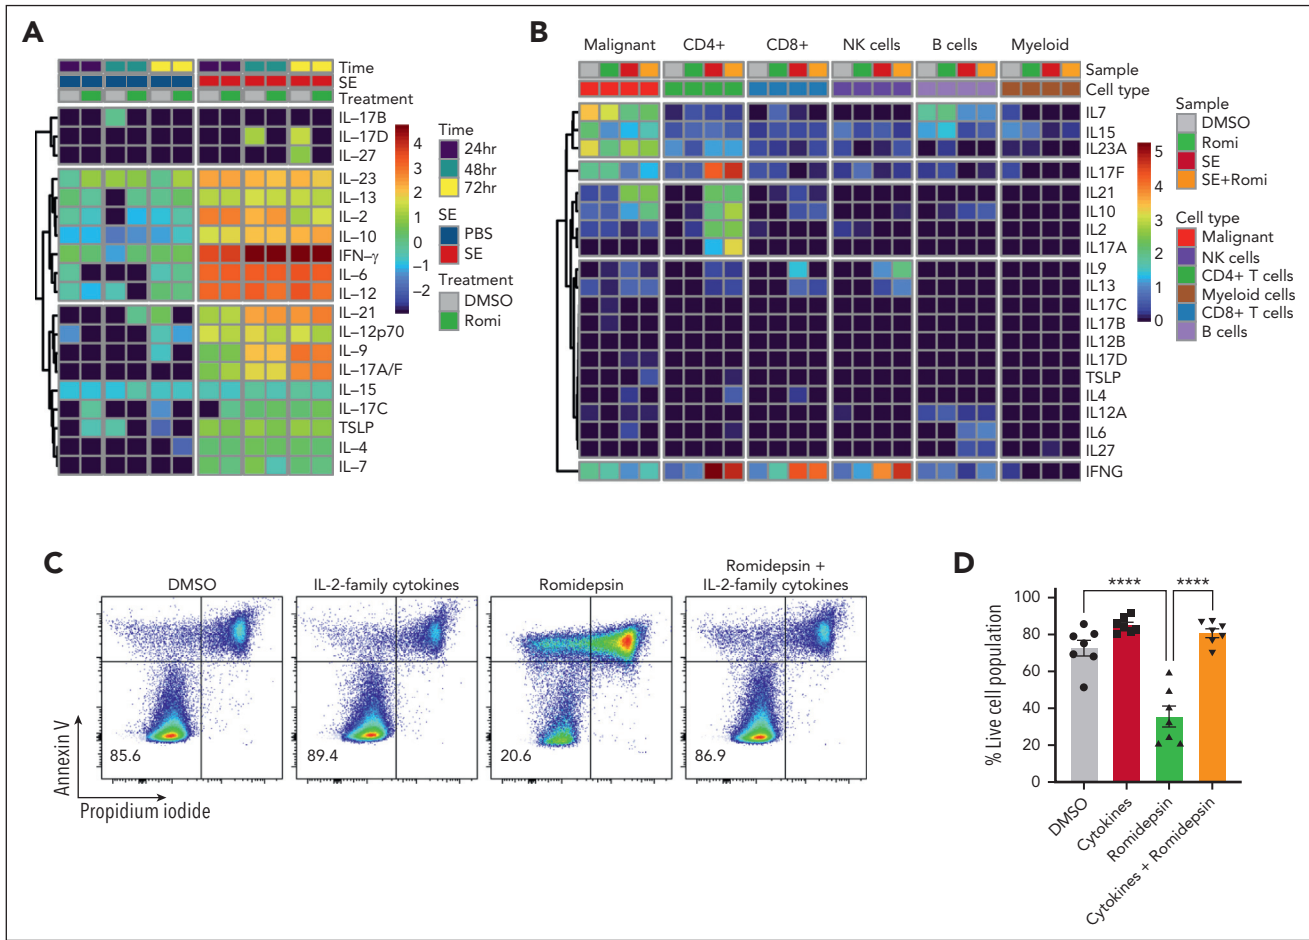 A
Time
SE
Treatment
IL–17B
IL–17D
IL–27
IL–23
IL–13
IL–2
IL–10
IFN–γ
IL–6
IL–12
IL–21
IL–12p70
IL–9
IL–17A/F
IL–15
IL–17C
TSLP
IL–4
IL–7
4
3
2
1
0
−1
−2
Time
24hr
48hr
72hr
SE
PBS
SE
Treatment
DMSO
Romi
B
Malignant CD4+ CD8+ NK cells B cells Myeloid
Sample
Cell type
IL7
IL15
IL23A
IL17F
IL21
IL10
IL2
IL17A
IL9
IL13
IL17C
IL17B
IL12B
IL17D
TSLP
IL4
IL12A
IL6
IL27
IFNG
5
4
3
2
1
0
Sample
DMSO
Romi
SE
SE+Romi
Cell type
Malignant
NK cells
CD4+ T cells
Myeloid cells
CD8+ T cells
B cells
C
DMSO
IL-2-family cytokines
Romidepsin
Romidepsin +
IL-2-family cytokines
85.6
89.4
20.6
86.9
Annexin V
Propidium iodide
D
**** ****
% Live cell population
100
80
60
40
20
0
DMSO
Cytokines
Romidepsin
Cytokines + Romidepsin